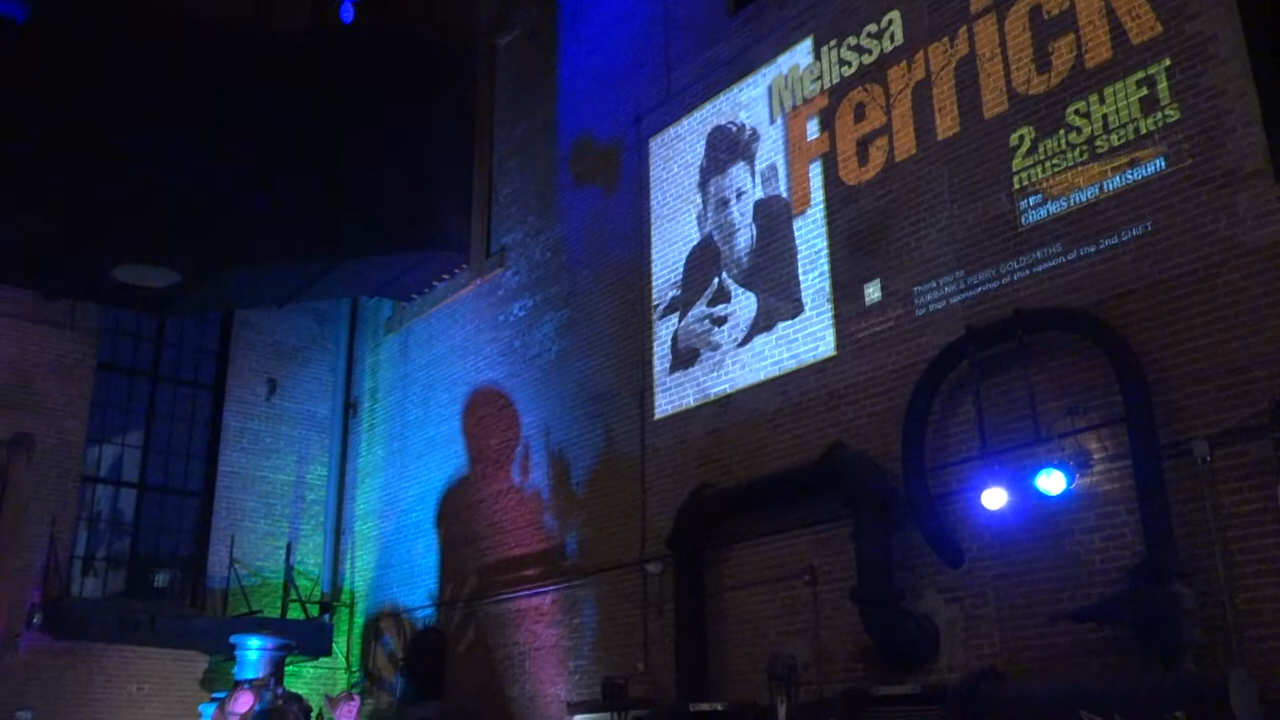 Melissa
Ferrick
2nd SHIFT
music series
at the
charles river museum
Thank you to
FAIRBANK & PERRY GOLDSMITHS
for their sponsorship of this season of the 2nd SHIFT